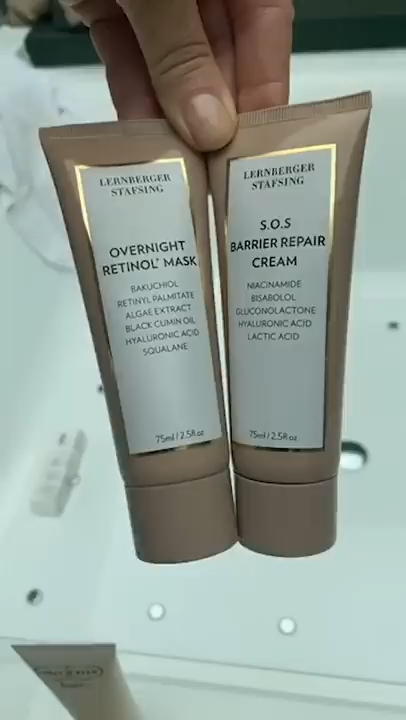 LERNBERGER
STAFSING
OVERNIGHT
RETINOL* MASK
BAKUCHIOL
RETINYL PALMITATE
ALGAE EXTRACT
BLACK CUMIN OIL
HYALURONIC ACID
SQUALANE
75ml / 2.5fl oz
LERNBERGER
STAFSING
S.O.S
BARRIER REPAIR
CREAM
NIACINAMIDE
BISABOLOL
GLUCONOLACTONE
HYALURONIC ACID
LACTIC ACID
75ml / 2.5fl oz